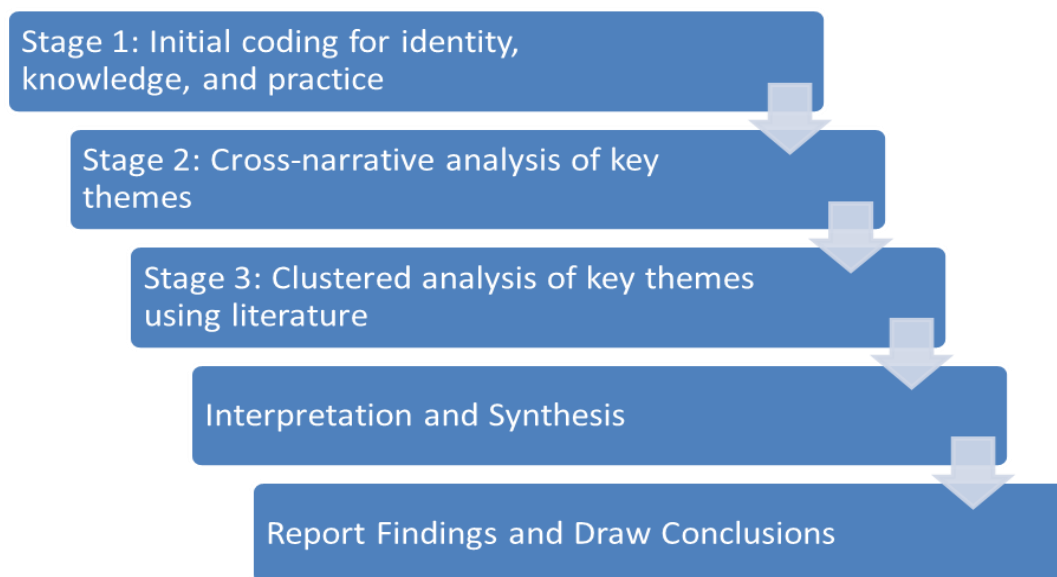 Stage 1: Initial coding for identity,
knowledge, and practice
Stage 2: Cross-narrative analysis of key
themes
Stage 3: Clustered analysis of key themes
using literature
Interpretation and Synthesis
Report Findings and Draw Conclusions